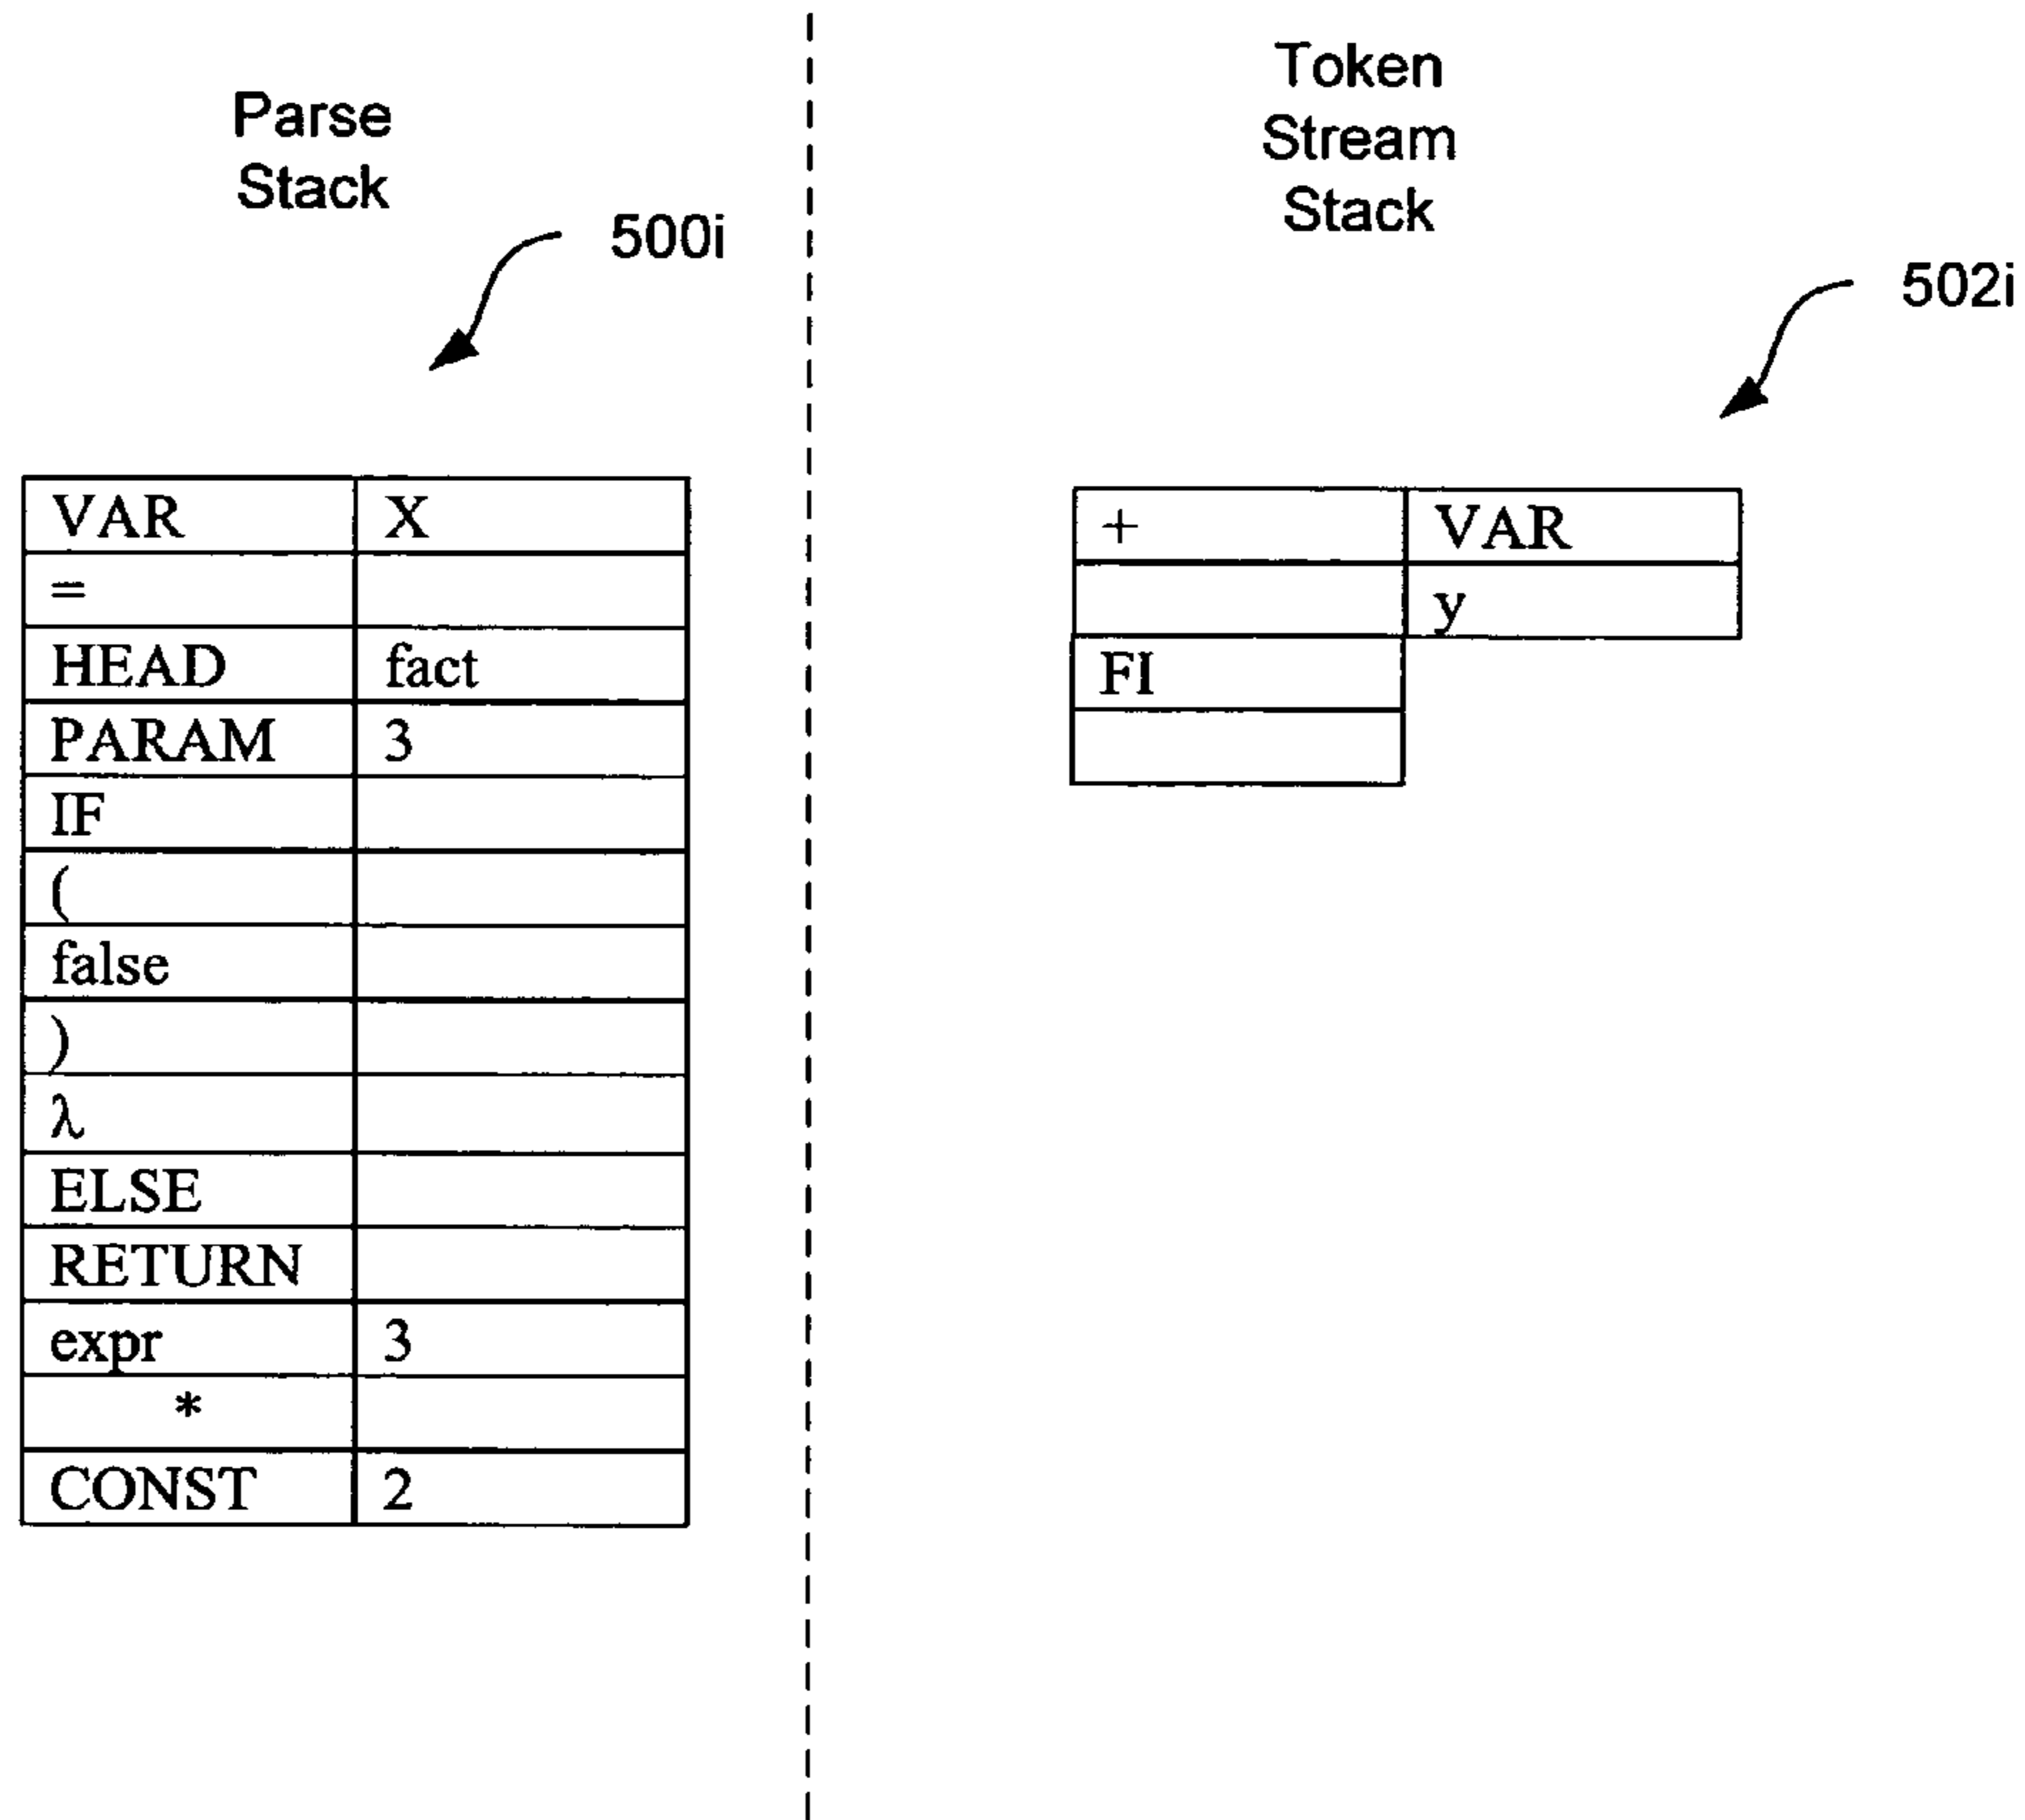 Parse
Stack
500i
VAR X
=
HEAD fact
PARAM 3
IF
(
false
)
λ
ELSE
RETURN
expr 3
*
CONST 2
Token
Stream
Stack
502i
+ VAR
y
FI